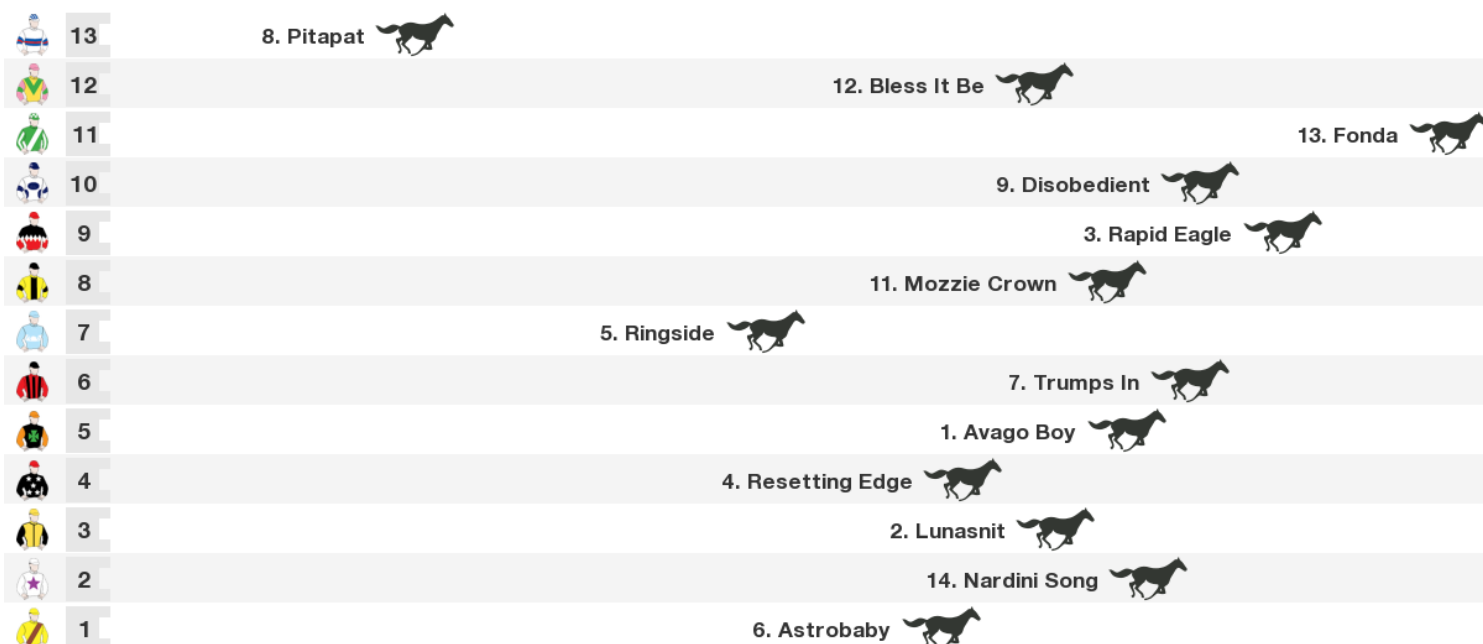 13 8. Pitapat
12 12. Bless It Be
11 13. Fonda
10 9. Disobedient
9 3. Rapid Eagle
8 11. Mozzie Crown
7 5. Ringside
6 7. Trumps In
5 1. Avago Boy
4 4. Resetting Edge
3 2. Lunasnit
2 14. Nardini Song
1 6. Astrobaby